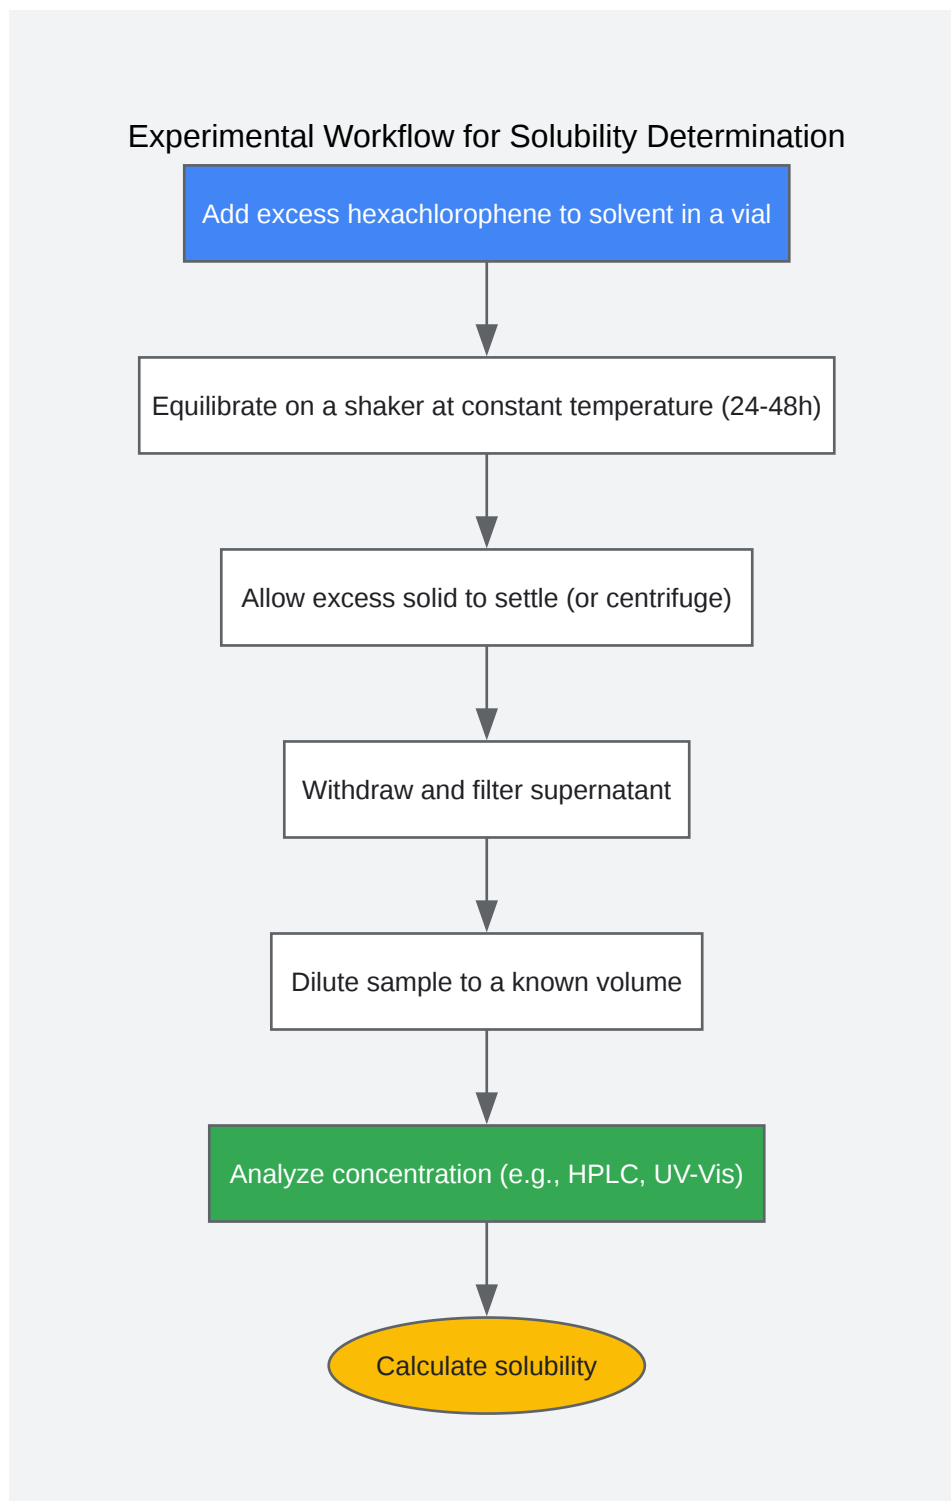 Experimental Workflow for Solubility Determination
Add excess hexachlorophene to solvent in a vial
Equilibrate on a shaker at constant temperature (24-48h)
Allow excess solid to settle (or centrifuge)
Withdraw and filter supernatant
Dilute sample to a known volume
Analyze concentration (e.g., HPLC, UV-Vis)
Calculate solubility